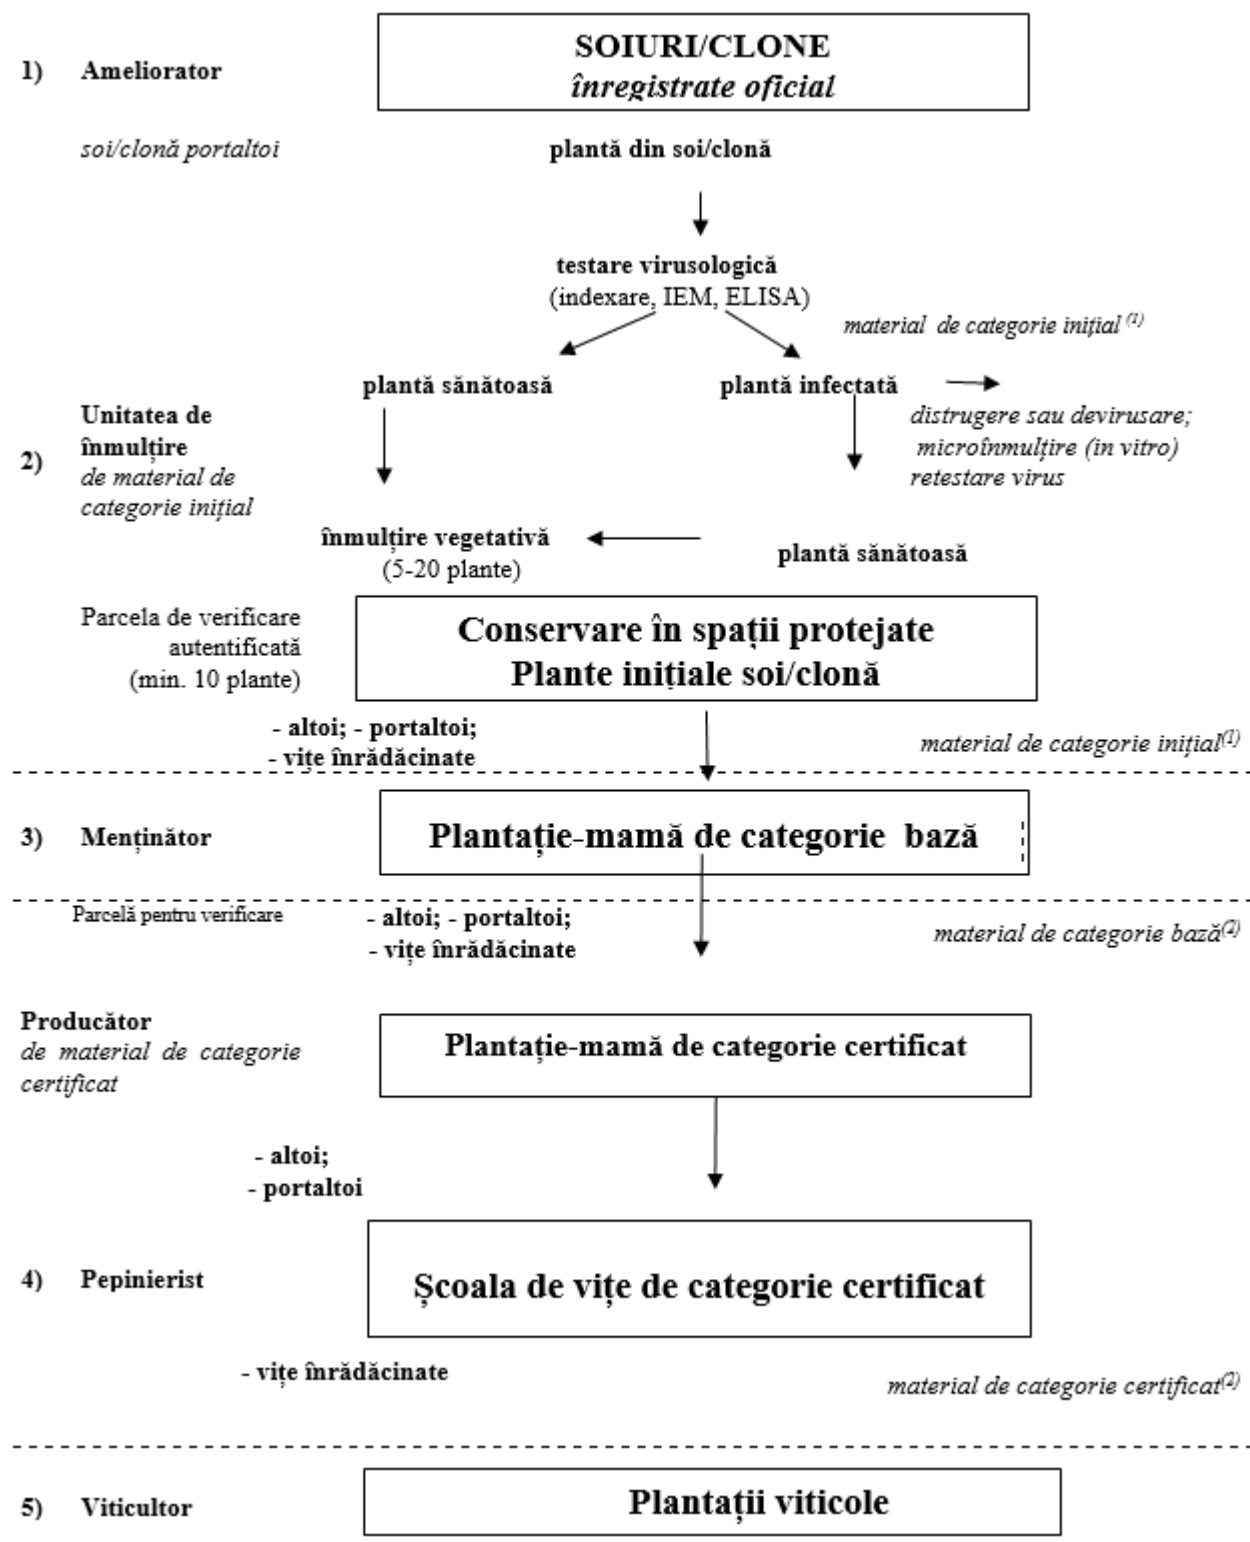 SOIURI/CLONE
1) Ameliorator
înregistrate oficial
soi/clonă portaltoi
plantă din soi/clonă
testare virusologică
(indexare, IEM, ELISA)
material de categorie inițial (1)
plantă sănătoasă
plantă infectată
Unitatea de
înmulțire
2)
de material de
categorie inițial
distrugere sau devirusare;
microînmulțire (in vitro)
retestare virus
înmulțire vegetativă
(5-20 plante)
plantă sănătoasă
Parcela de verificare
autentificată
(min. 10 plante)
Conservare în spații protejate
Plante inițiale soi/clonă
- altoi; - portaltoi;
- vițe înrădăcinate
material de categorie inițial(1)
3) Menținător
Plantație-mamă de categorie bază
Parcelă pentru verificare
- altoi; - portaltoi;
- vițe înrădăcinate
material de categorie bază(2)
Producător
de material de categorie
certificat
Plantație-mamă de categorie certificat
- altoi;
- portaltoi
4) Pepinierist
Școala de vițe de categorie certificat
- vițe înrădăcinate
material de categorie certificat(2)
5) Viticultor
Plantații viticole